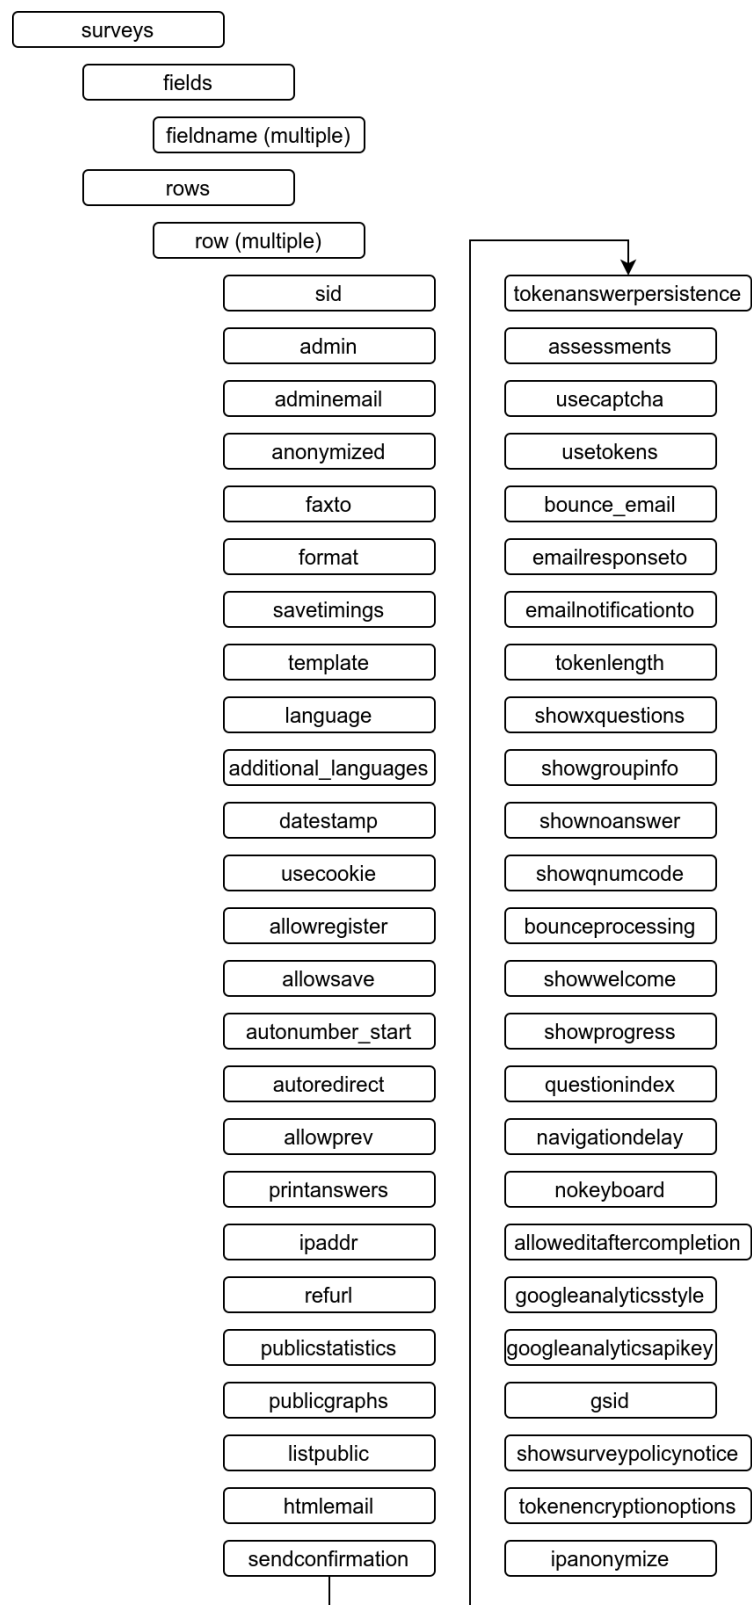 surveys
fields
fieldname (multiple)
rows
row (multiple)
sid
admin
adminemail
anonymized
faxto
format
savetimings
template
language
additional_languages
datestamp
usecookie
allowregister
allowsave
autonumber_start
autoredirect
allowprev
printanswers
ipaddr
refurl
publicstatistics
publicgraphs
listpublic
htmlemail
sendconfirmation
tokenanswerpersistence
assessments
usecaptcha
usetokens
bounce_email
emailresponseto
emailnotificationto
tokenlength
showxquestions
showgroupinfo
shownoanswer
showqnumcode
bounceprocessing
showwelcome
showprogress
questionindex
navigationdelay
nokeyboard
alloweditaftercompletion
googleanalyticsstyle
googleanalyticsapikey
gsid
showsurveypolicynotice
tokenencryptionoptions
ipanonymize